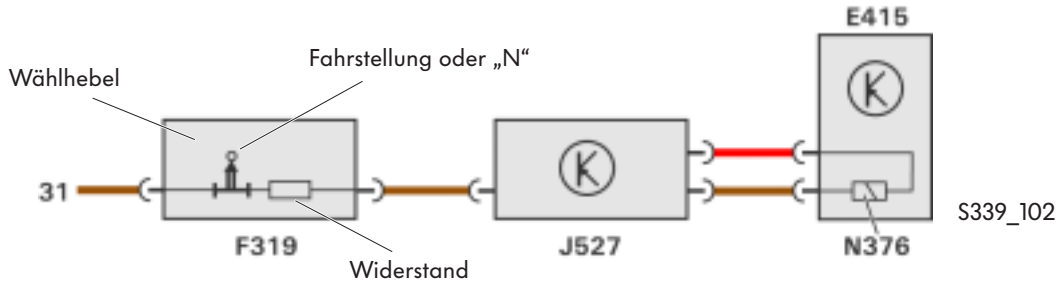 E415
Fahrstellung oder „N“
Wählhebel
31
S339_102
F319
J527
N376
Widerstand